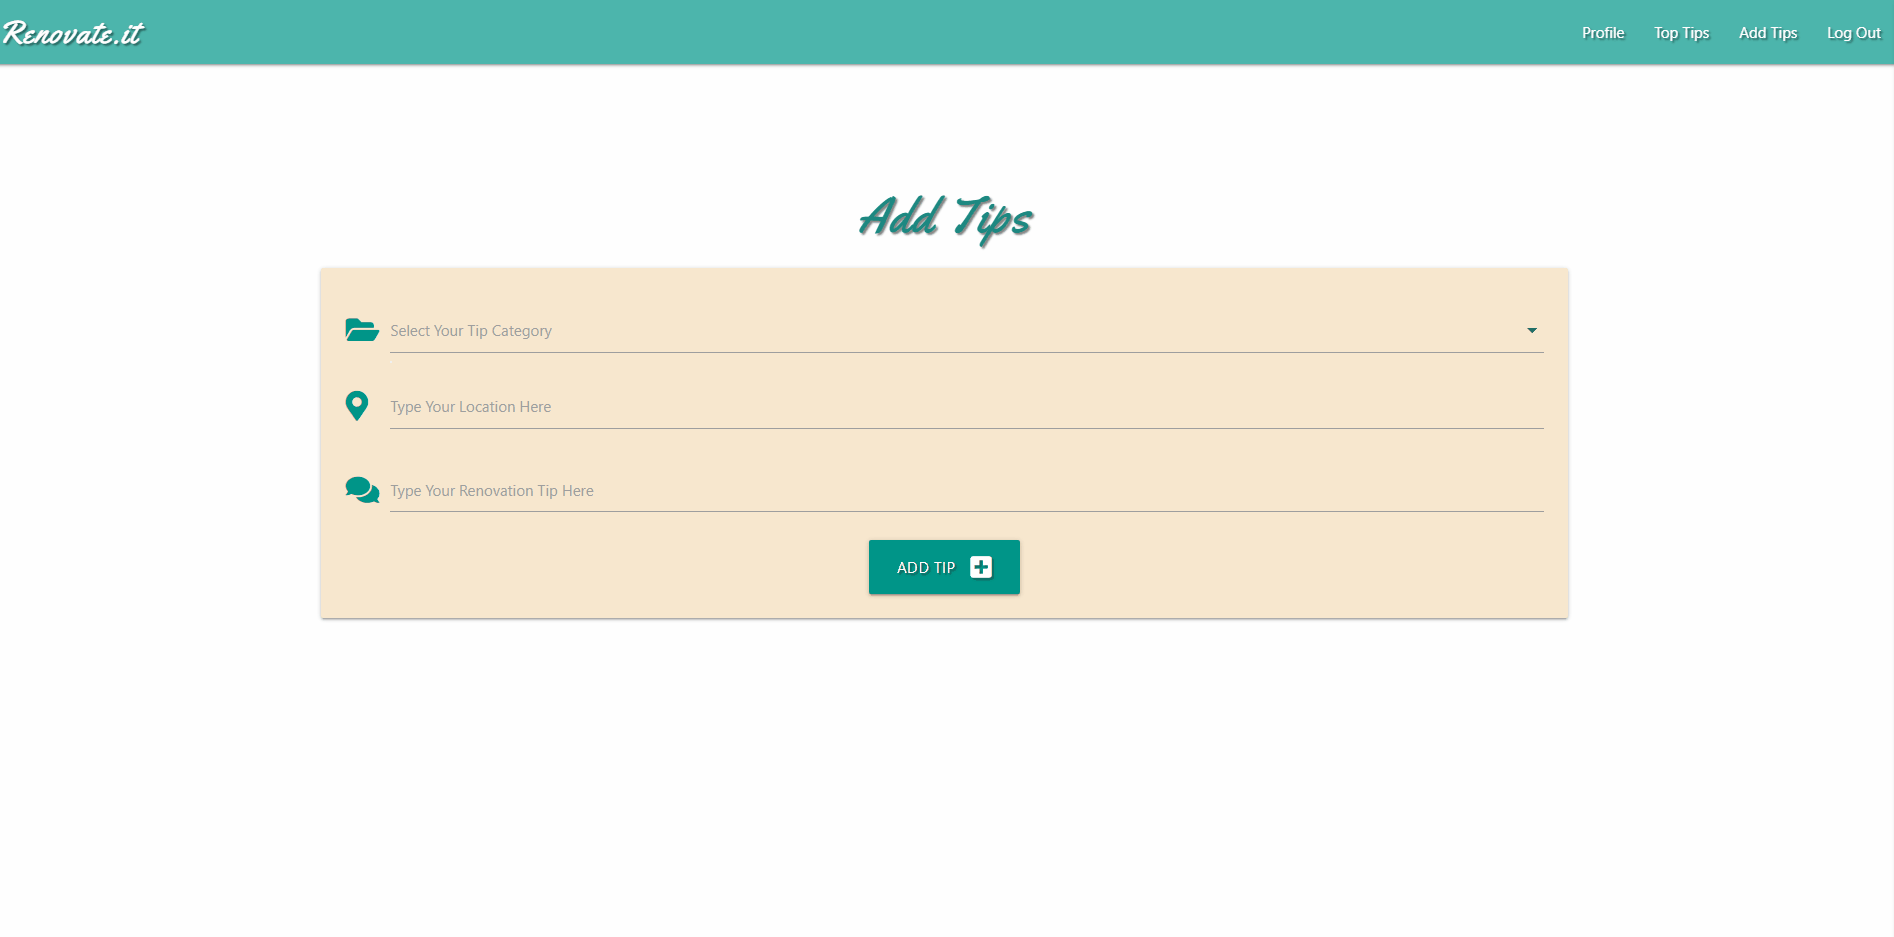 Renovate.it
Profile Top Tips Add Tips Log Out
Add Tips
Select Your Tip Category
Type Your Location Here
Type Your Renovation Tip Here
ADD TIP